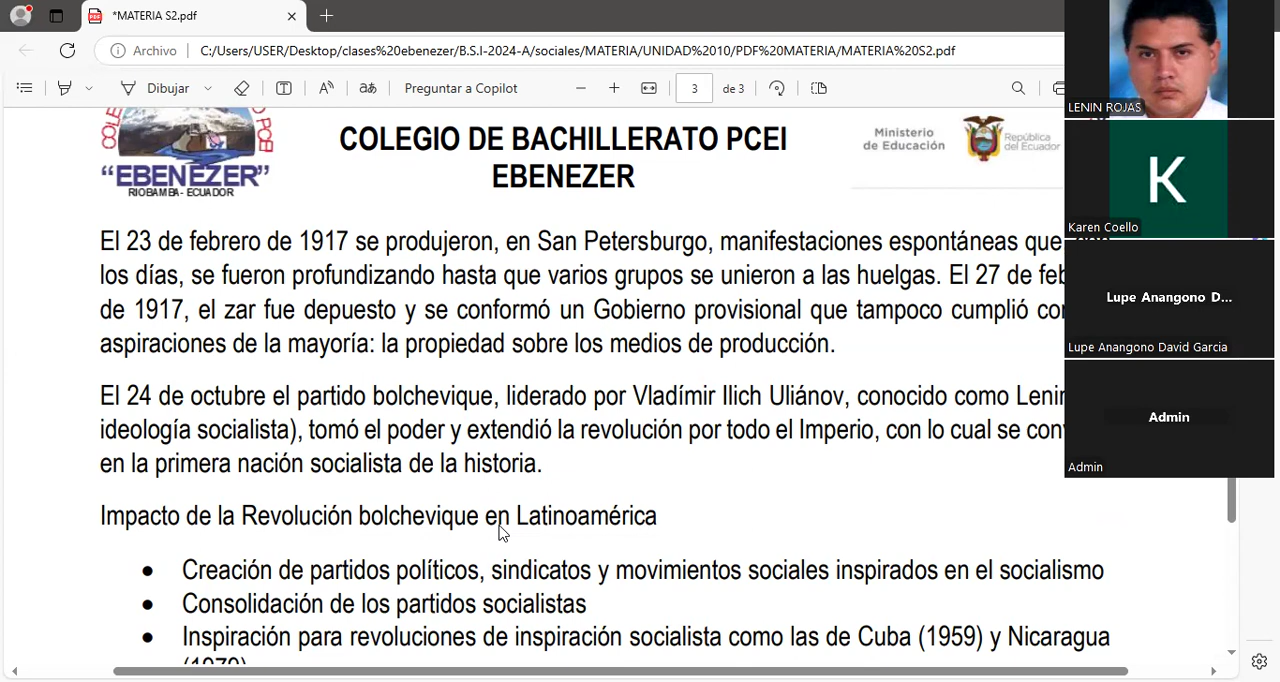 *MATERIA S2.pdf
Archivo
C:/Users/USER/Desktop/clases%20ebenezer/B.S.I-2024-A/sociales/MATERIA/UNIDAD%2010/PDF%20MATERIA/MATERIA%20S2.pdf
Dibujar
Preguntar a Copilot
3
de 3
COLEGIO DE BACHILLERATO PCEI
EBENEZER
"EBENEZER"
RIOBAMBA - ECUADOR
Ministerio
de Educación
República
del Ecuador
El 23 de febrero de 1917 se produjeron, en San Petersburgo, manifestaciones espontáneas que
los días, se fueron profundizando hasta que varios grupos se unieron a las huelgas. El 27 de feb
de 1917, el zar fue depuesto y se conformó un Gobierno provisional que tampoco cumplió con
aspiraciones de la mayoría: la propiedad sobre los medios de producción.
El 24 de octubre el partido bolchevique, liderado por Vladímir Ilich Uliánov, conocido como Lenin
ideología socialista), tomó el poder y extendió la revolución por todo el Imperio, con lo cual se conv
en la primera nación socialista de la historia.
Impacto de la Revolución bolchevique en Latinoamérica
• Creación de partidos políticos, sindicatos y movimientos sociales inspirados en el socialismo
• Consolidación de los partidos socialistas
• Inspiración para revoluciones de inspiración socialista como las de Cuba (1959) y Nicaragua
(1979)
LENIN ROJAS
K
Karen Coello
Lupe Anangono D...
Lupe Anangono David Garcia
Admin
Admin